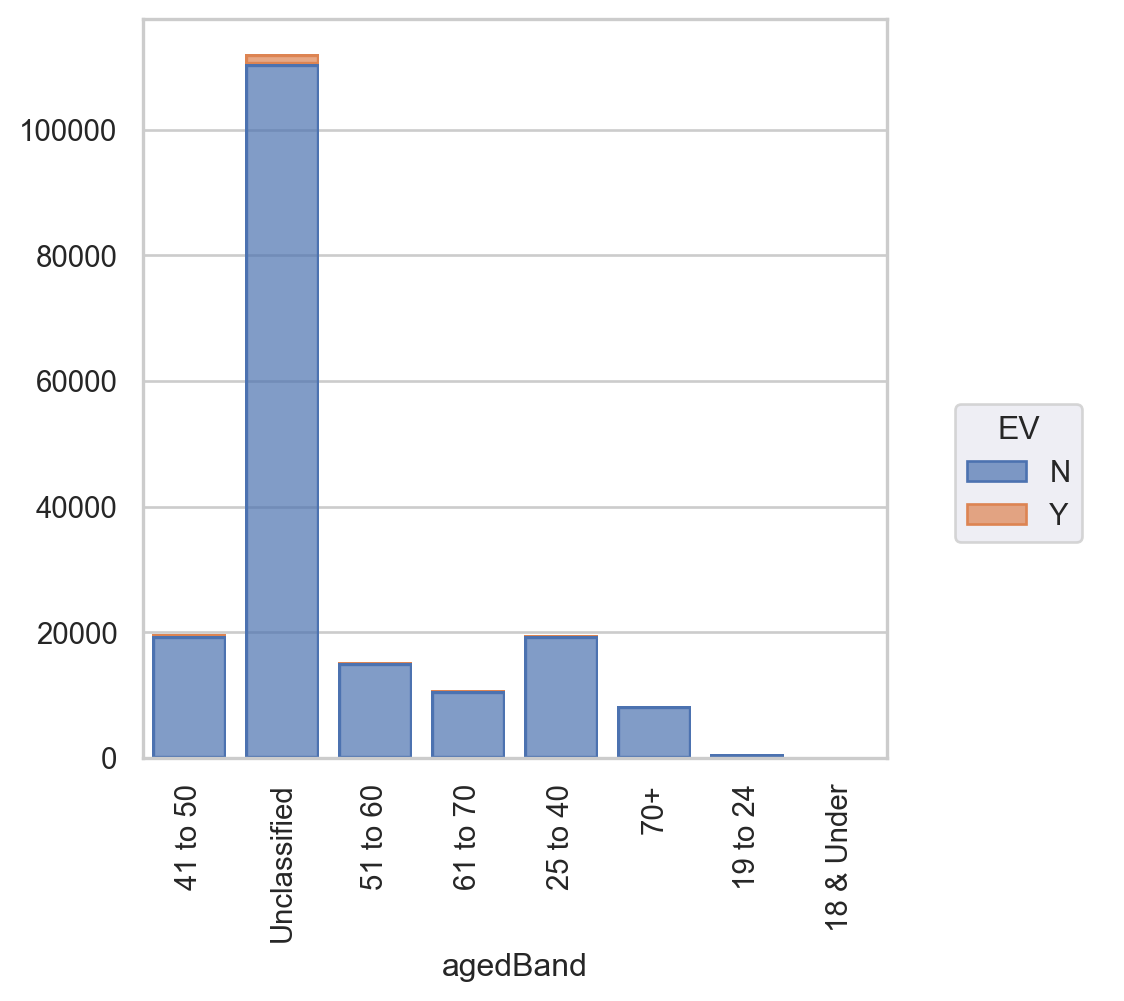 100000
80000
60000
40000
20000
0
41 to 50
Unclassified
51 to 60
61 to 70
25 to 40
70+
19 to 24
18 & Under
agedBand
EV
N
Y